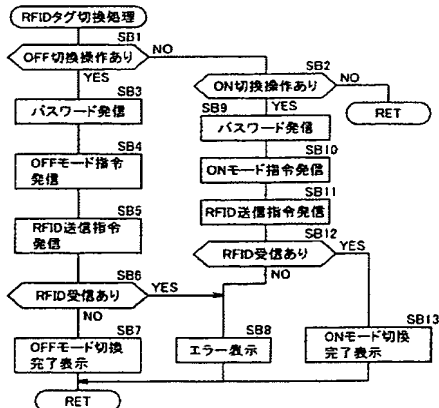 RFIDタグ切換処理
SB1
OFF切換操作あり
NO
YES
SB2
ON切換操作あり
NO
YES
RET
SB3
パスワード発信
SB9
パスワード発信
SB4
OFFモード指令
発信
SB10
ONモード指令発信
SB5
RFID送信指令
発信
SB11
RFID送信指令発信
SB12
RFID受信あり
YES
NO
SB6
RFID受信あり
YES
NO
SB7
OFFモード切換
完了表示
SB8
エラー表示
SB13
ONモード切換
完了表示
RET